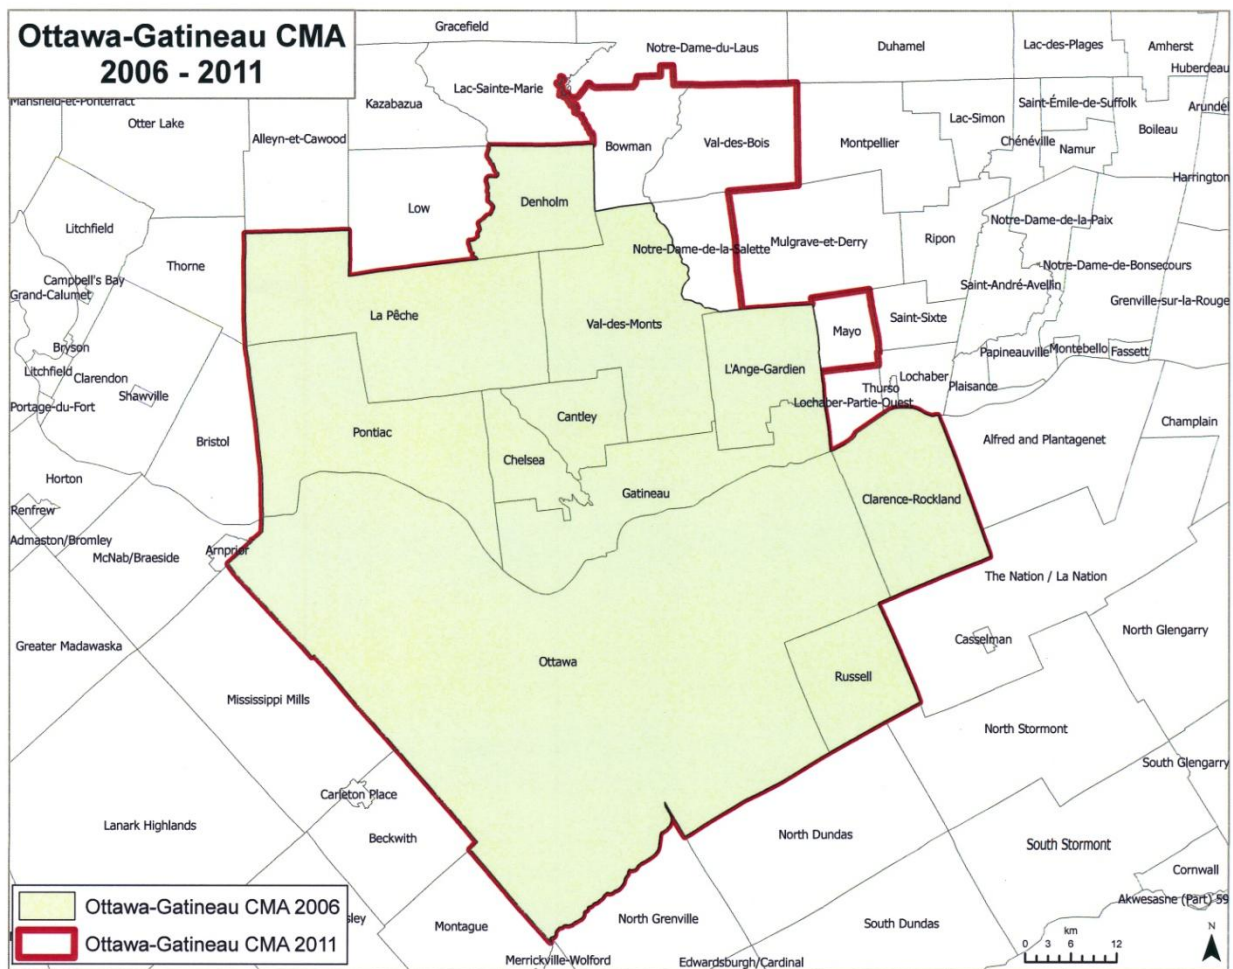 Ottawa-Gatineau CMA
2006 - 2011
Gracefield
Notre-Dame-du-Laus
Duhamel
Lac-des-Plages
Amherst
Huberdeau
Lac-Sainte-Marie
Kazabazua
Mansfield-et-Pontefract
Otter Lake
Alleyn-et-Cawood
Saint-Émile-de-Suffolk
Arundel
Lac-Simon
Boileau
Bowman
Val-des-Bois
Montpellier
Chénéville
Namur
Harrington
Denholm
Low
Litchfield
Notre-Dame-de-la-Paix
Mulgrave-et-Derry
Ripon
Notre-Dame-de-la-Salette
Thorne
Notre-Dame-de-Bonsecours
Campbell's Bay
Grand-Calumet
Saint-André-Avellin
Grenville-sur-la-Rouge
La Pêche
Val-des-Monts
Mayo
Saint-Sixte
Bryson
Papineauville
Montebello
Fassett
Litchfield
Clarendon
L'Ange-Gardien
Lochaber
Thurso
Plaisance
Shawville
Lochaber-Partie-Ouest
Portage-du-Fort
Cantley
Champlain
Pontiac
Bristol
Alfred and Plantagenet
Chelsea
Horton
Gatineau
Clarence-Rockland
Renfrew
Admaston/Bromley
McNab/Braeside
Arnprior
The Nation / La Nation
North Glengarry
Casselman
Greater Madawaska
Ottawa
Russell
Mississippi Mills
North Stormont
South Glengarry
Carleton Place
Lanark Highlands
Beckwith
North Dundas
South Stormont
Cornwall
Akwesasne (Part) 59
Ottawa-Gatineau CMA 2006
sley
Ottawa-Gatineau CMA 2011
Montague
North Grenville
South Dundas
Merrickville-Wolford
Edwardsburgh/Cardinal
km
0 3 6 12
N